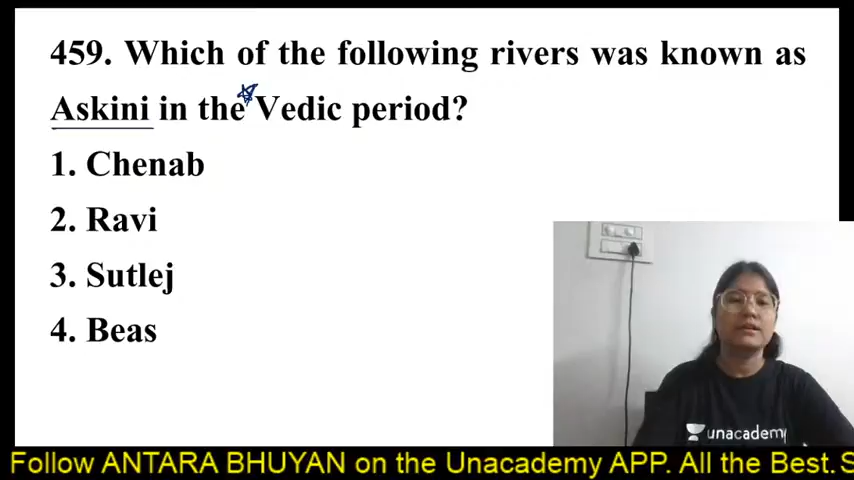 459. Which of the following rivers was known as
Askini in the Vedic period?
1. Chenab
2. Ravi
3. Sutlej
4. Beas
unacademy
Follow ANTARA BHUYAN on the Unacademy APP. All the Best. S